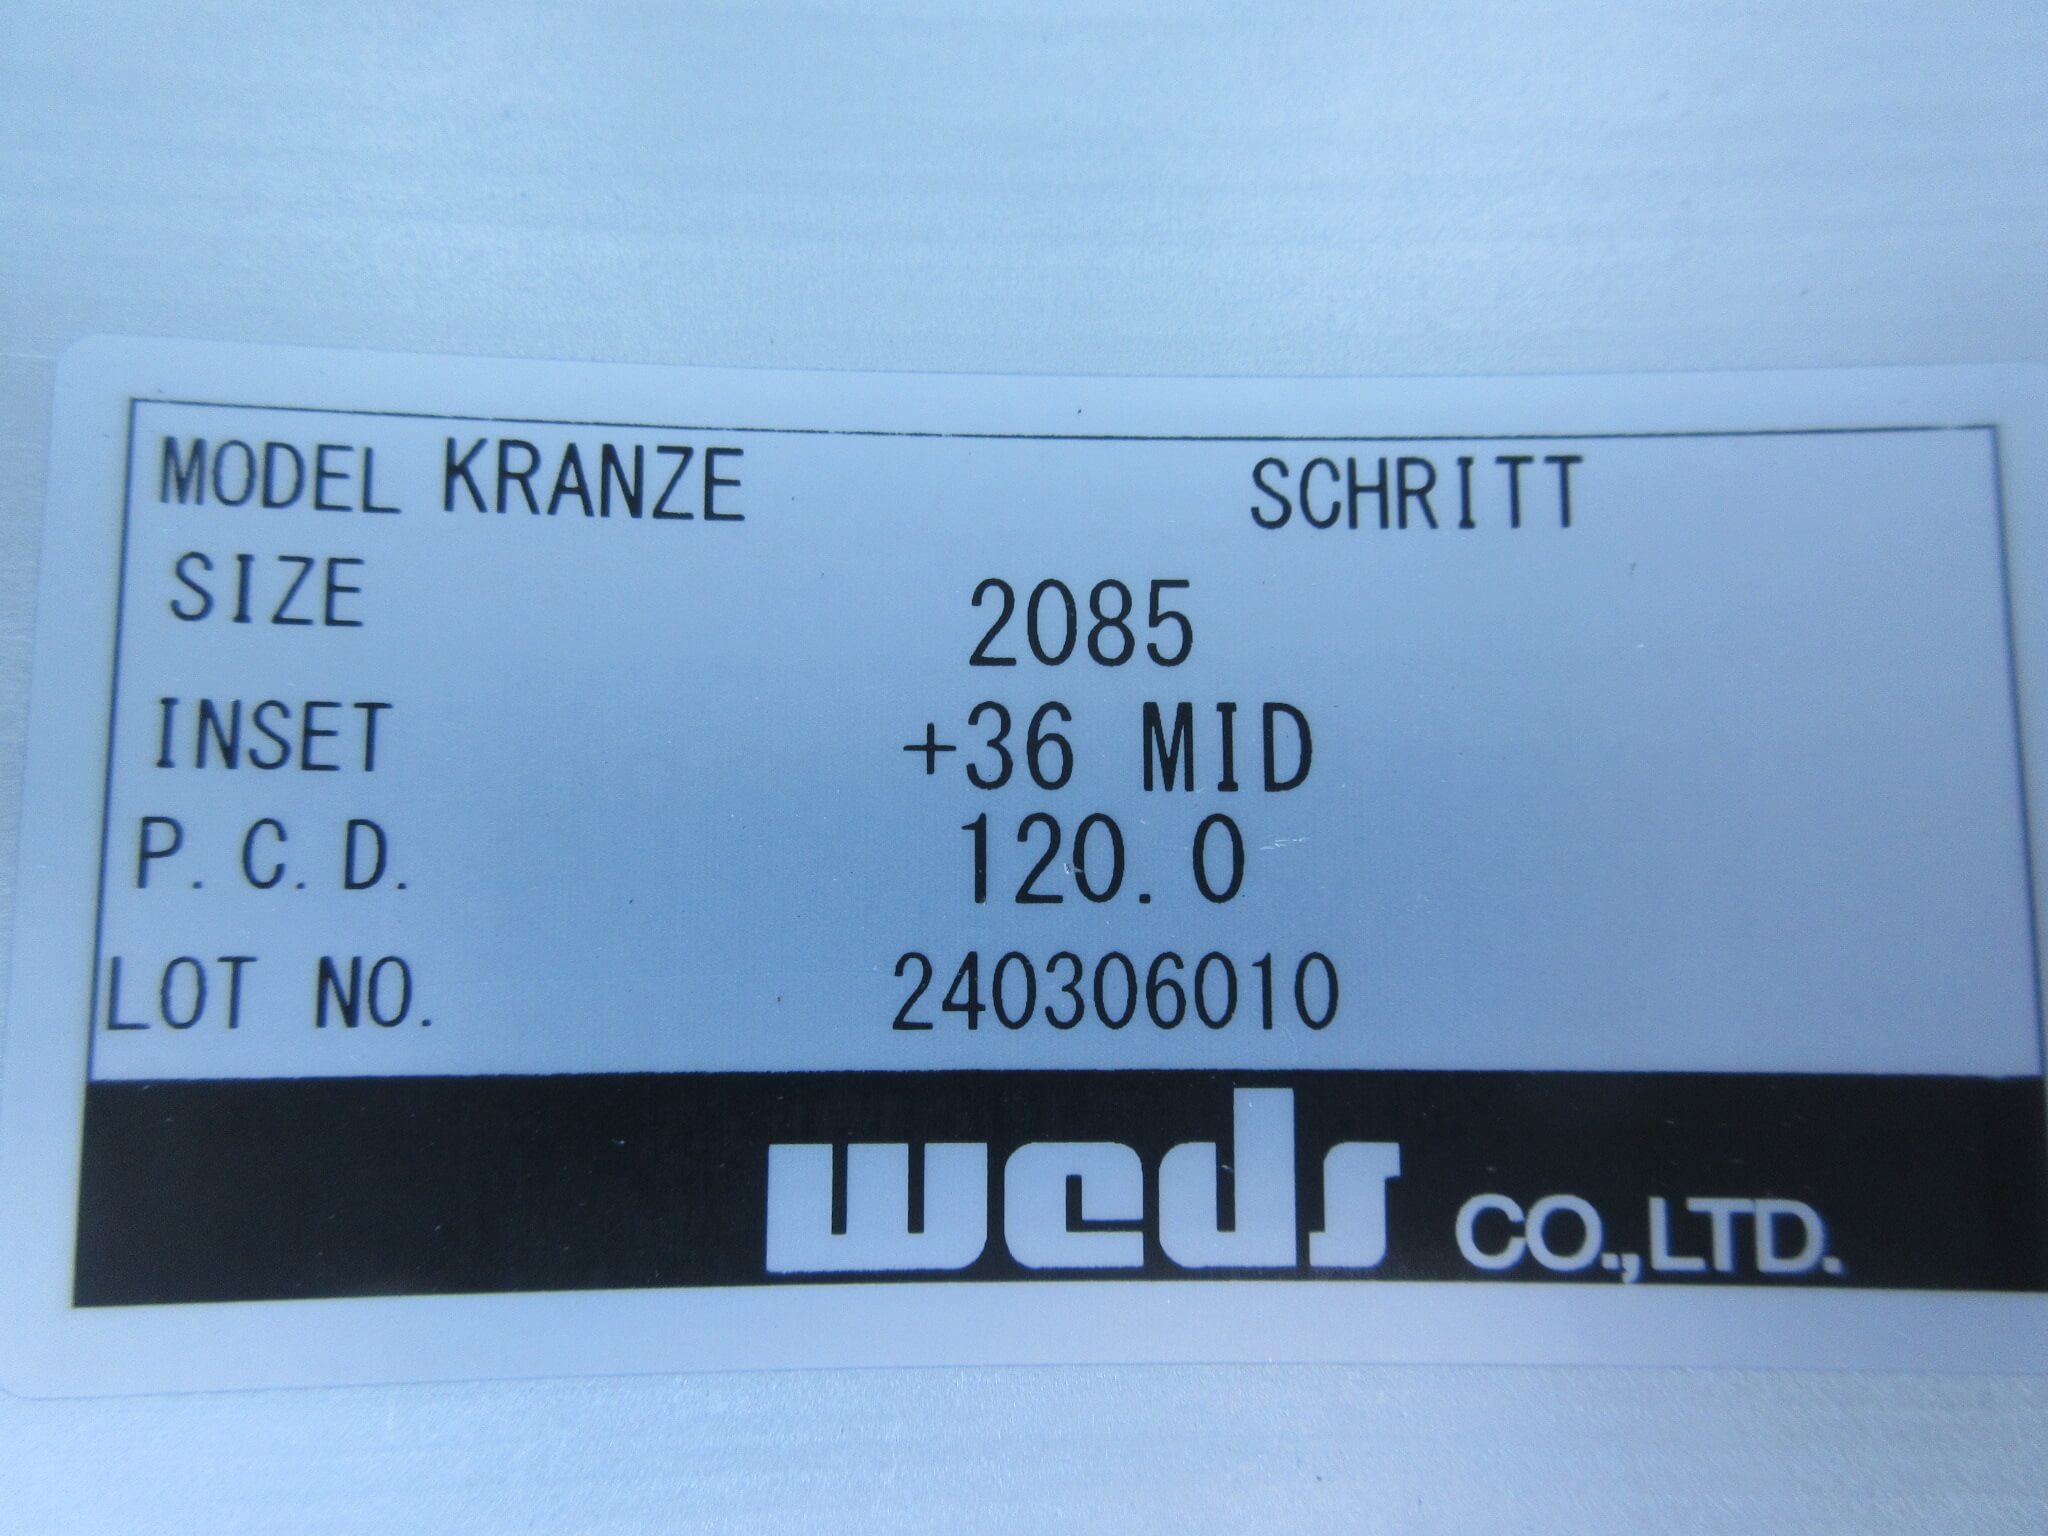 MODEL KRANZE SCHRITT
SIZE 2085
INSET +36 MID
P.C.D. 120.0
LOT NO. 240306010
weds CO.,LTD.